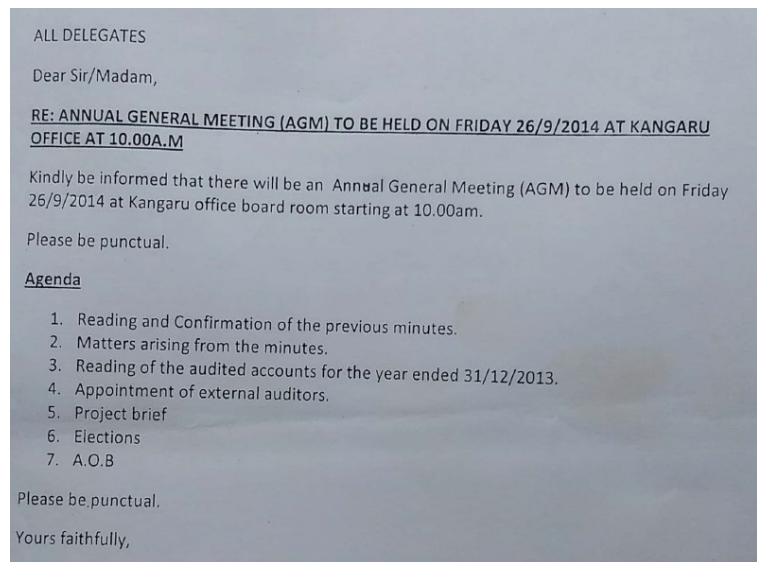 ALL DELEGATES
Dear Sir/Madam,
RE: ANNUAL GENERAL MEETING (AGM) TO BE HELD ON FRIDAY 26/9/2014 AT KANGARU
OFFICE AT 10.00A.M
Kindly be informed that there will be an Annual General Meeting (AGM) to be held on Friday
26/9/2014 at Kangaru office board room starting at 10.00am.
Please be punctual.
Agenda
1. Reading and Confirmation of the previous minutes.
2. Matters arising from the minutes.
3. Reading of the audited accounts for the year ended 31/12/2013.
4. Appointment of external auditors.
5. Project brief
6. Elections
7. A.O.B
Please be punctual.
Yours faithfully,